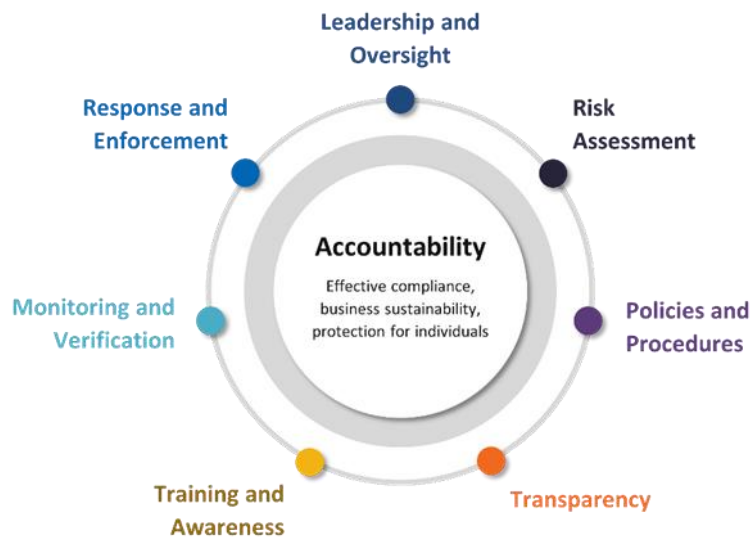 Leadership and
Oversight
Risk
Assessment
Policies and
Procedures
Transparency
Training and
Awareness
Monitoring and
Verification
Response and
Enforcement
Accountability
Effective compliance,
business sustainability,
protection for individuals